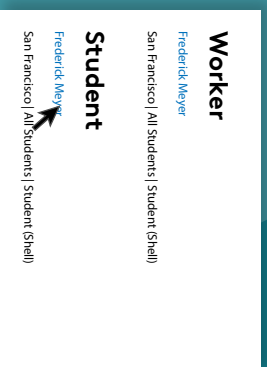 Worker
Frederick Meyer
San Francisco | All Students | Student (Shell)
Student
Frederick Meyer
San Francisco | All Students | Student (Shell)